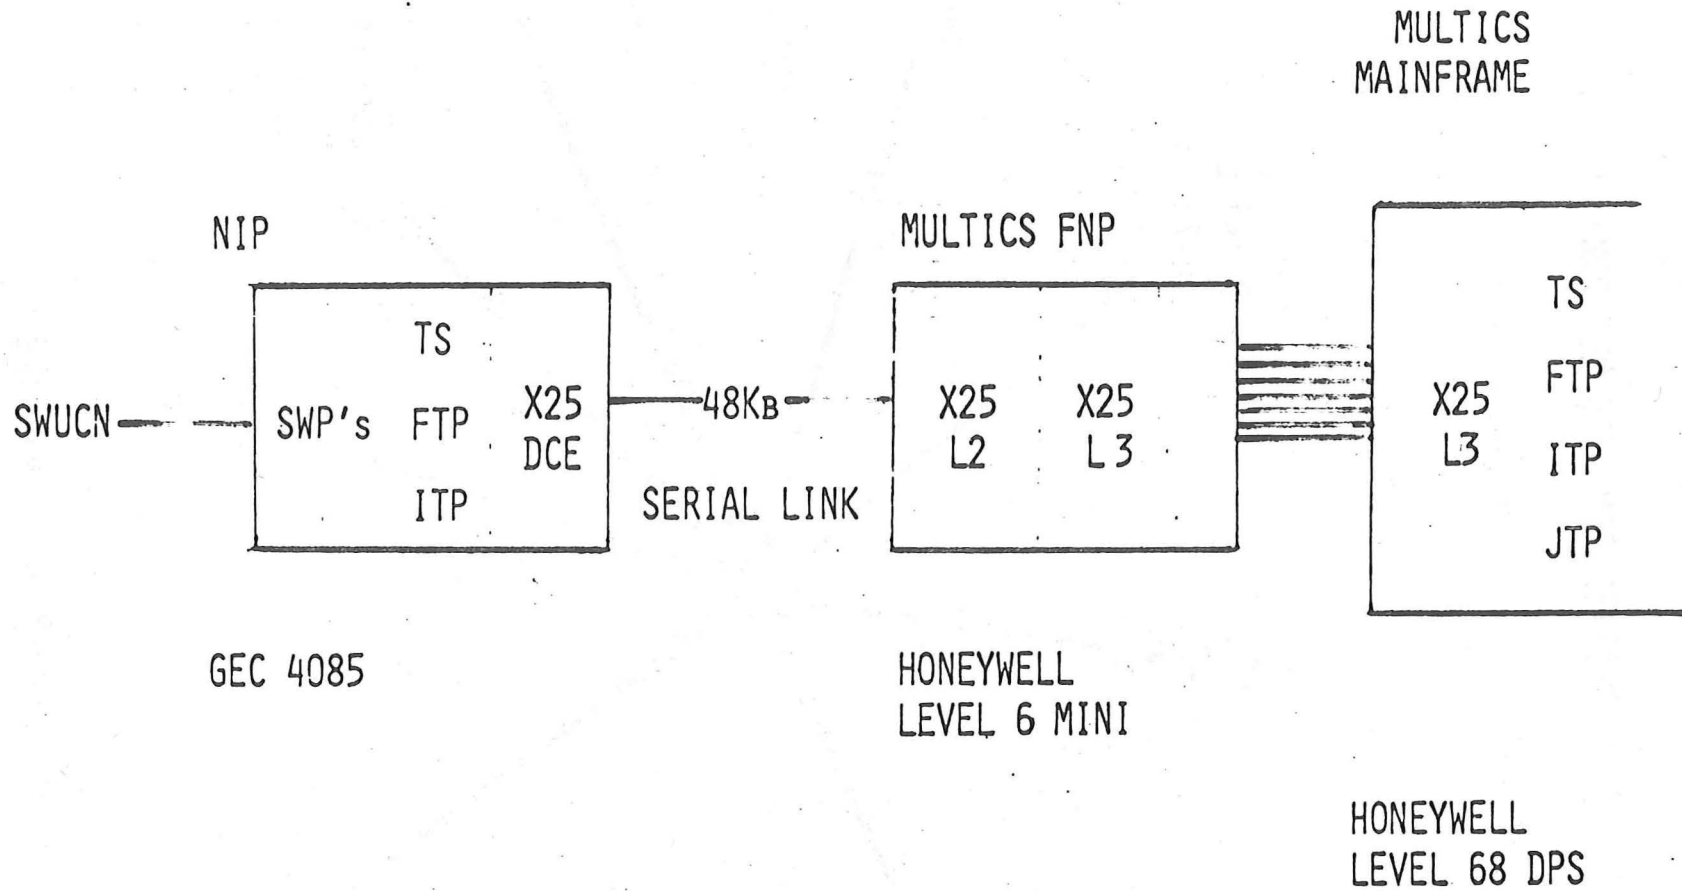 MULTICS
MAINFRAME
NIP
MULTICS FNP
SWUCN
SWP's
TS
FTP
ITP
X25
DCE
48KB
SERIAL LINK
X25
L2
X25
L3
X25
L3
TS
FTP
ITP
JTP
GEC 4085
HONEYWELL
LEVEL 6 MINI
HONEYWELL
LEVEL 68 DPS